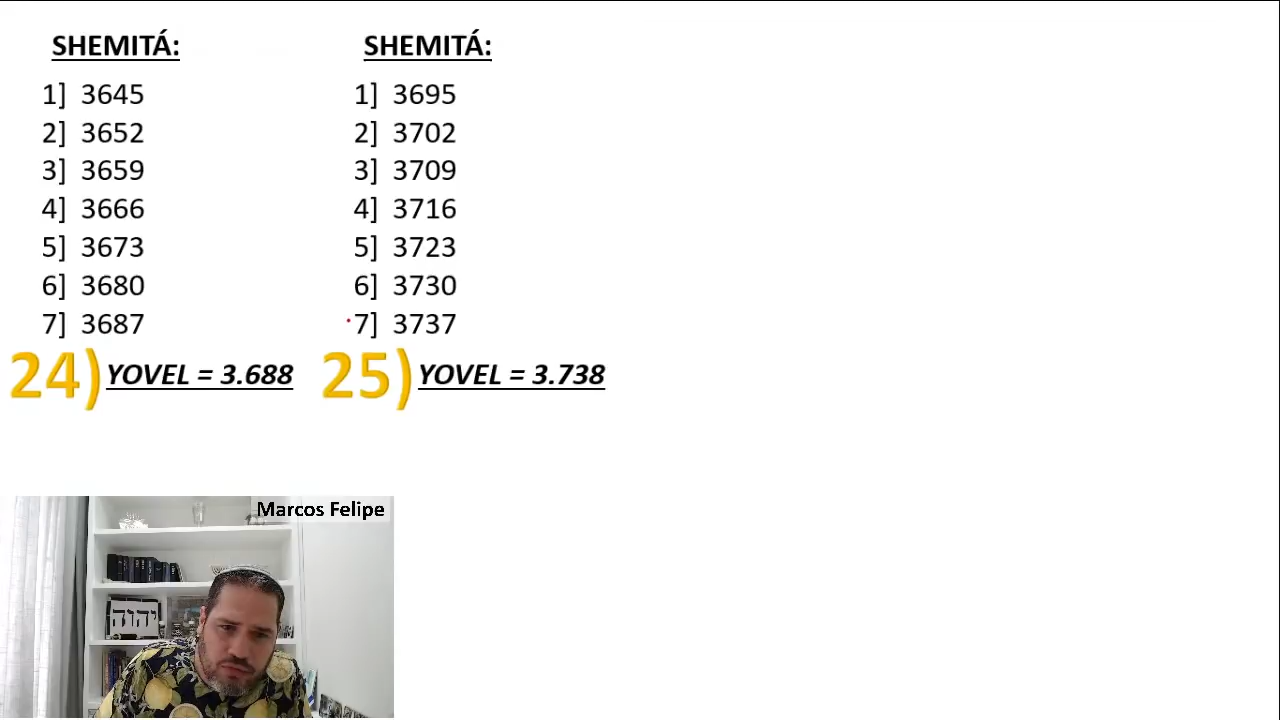 SHEMITÁ:
1] 3645
2] 3652
3] 3659
4] 3666
5] 3673
6] 3680
7] 3687
24) YOVEL = 3.688
SHEMITÁ:
1] 3695
2] 3702
3] 3709
4] 3716
5] 3723
6] 3730
7] 3737
25) YOVEL = 3.738
Marcos Felipe
יהוה